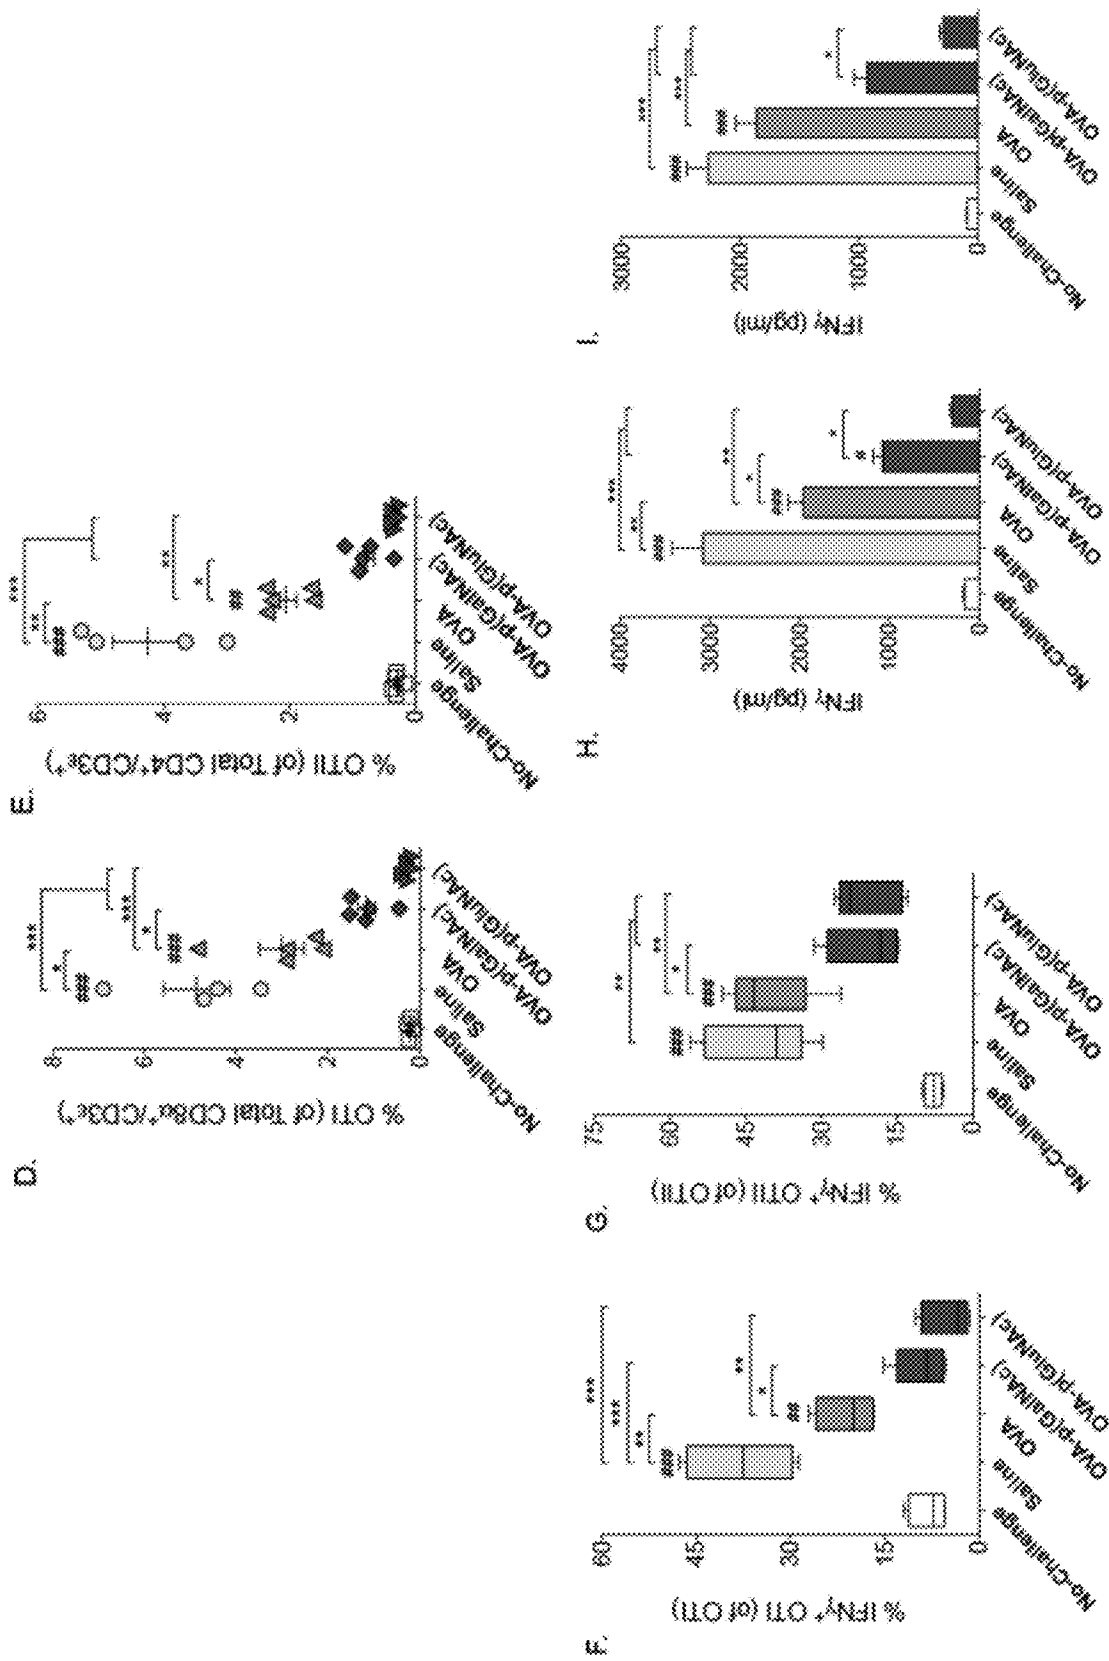 D.
% OTI (of Total CD8α⁺/CD3ε⁺)
8
6
4
2
0
###
*
***
###
*
***
No-Challenge
Saline
OVA
OVA-p(GalNAc)
OVA-p(GluNAc)
E.
% OTII (of Total CD4⁺/CD3ε⁺)
6
4
2
0
###
**
***
##
*
**
No-Challenge
Saline
OVA
OVA-p(GalNAc)
OVA-p(GluNAc)
F.
% IFNγ⁺ OTI (of OTI)
60
45
30
15
0
###
**
***
***
##
*
**
No-Challenge
Saline
OVA
OVA-p(GalNAc)
OVA-p(GluNAc)
G.
% IFNγ⁺ OTII (of OTII)
75
60
45
30
15
0
###
**
###
*
**
No-Challenge
Saline
OVA
OVA-p(GalNAc)
OVA-p(GluNAc)
H.
IFNγ (pg/ml)
4000
3000
2000
1000
0
###
**
***
###
*
**
#
*
No-Challenge
Saline
OVA
OVA-p(GalNAc)
OVA-p(GluNAc)
I.
IFNγ (pg/ml)
3000
2000
1000
0
###
***
###
***
*
No-Challenge
Saline
OVA
OVA-p(GalNAc)
OVA-p(GluNAc)